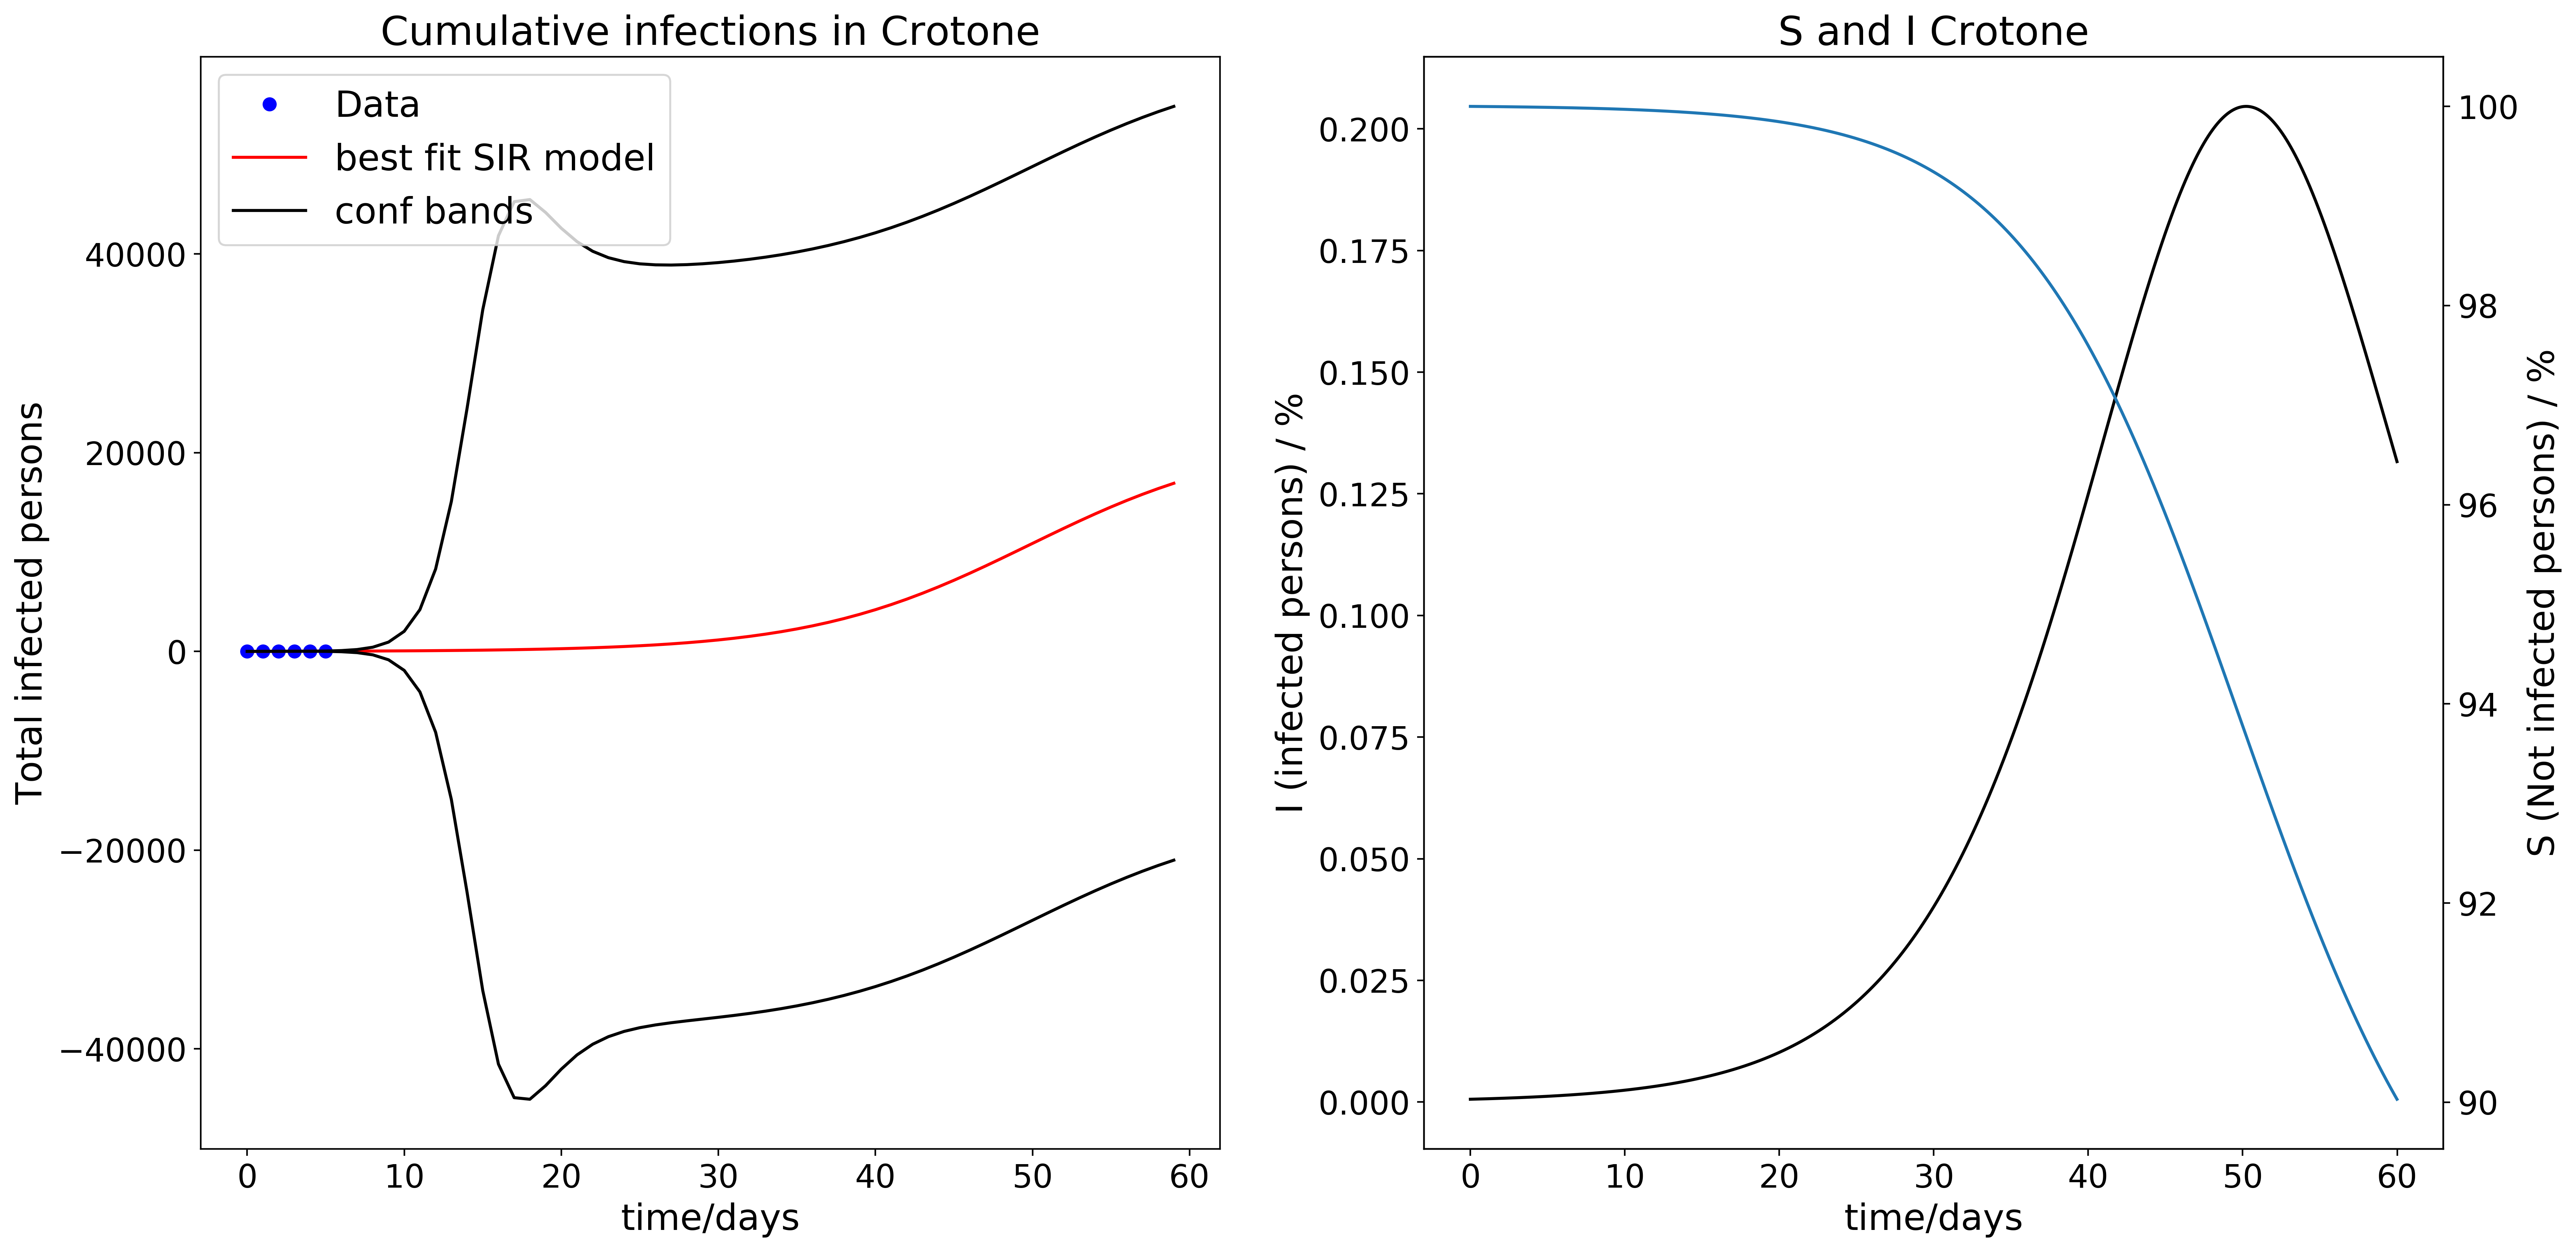 Cumulative infections in Crotone
Data
best fit SIR model
conf bands
40000
20000
0
−20000
−40000
Total infected persons
0 10 20 30 40 50 60
time/days
S and I Crotone
0.200
0.175
0.150
0.125
0.100
0.075
0.050
0.025
0.000
I (infected persons) / %
100
98
96
94
92
90
S (Not infected persons) / %
0 10 20 30 40 50 60
time/days